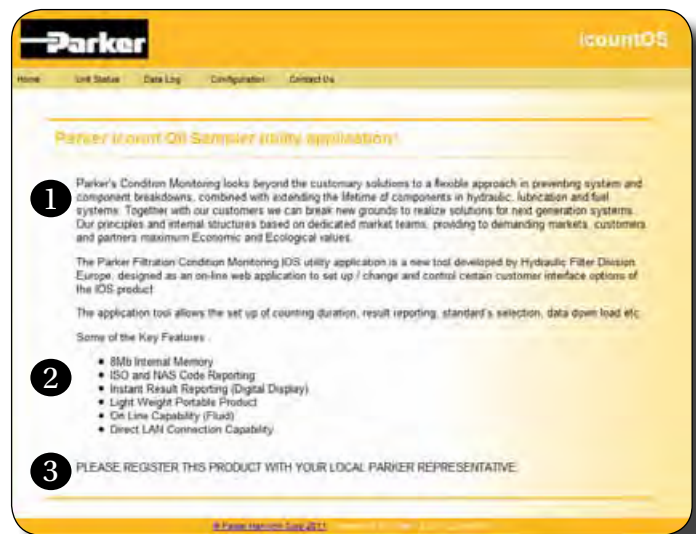 Parker
icountOS
Home Unit Status Data Log Configuration Contact Us
Parker icount Oil Sampler utility application!
1
Parker's Condition Monitoring looks beyond the customary solutions to a flexible approach in preventing system and
component breakdowns, combined with extending the lifetime of components in hydraulic, lubrication and fuel
systems. Together with our customers we can break new grounds to realize solutions for next generation systems.
Our principles and internal structures based on dedicated market teams, providing to demanding markets, customers
and partners maximum Economic and Ecological values.
The Parker Filtration Condition Monitoring IOS utility application is a new tool developed by Hydraulic Filter Division
Europe, designed as an on-line web application to set up / change and control certain customer interface options of
the IOS product
The application tool allows the set up of counting duration, result reporting, standard's selection, data down load etc.
Some of the Key Features .
2
8Mb Internal Memory
ISO and NAS Code Reporting
Instant Result Reporting (Digital Display)
Light Weight Portable Product
On Line Capability (Fluid)
Direct LAN Connection Capability
3
PLEASE REGISTER THIS PRODUCT WITH YOUR LOCAL PARKER REPRESENTATIVE.
© Parker Hannifin Corp 2011